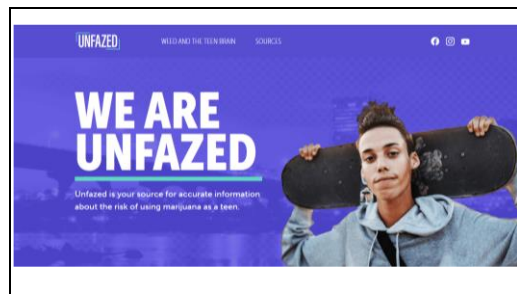 UNFAZED
WEED AND THE TEEN BRAIN
SOURCES
WE ARE
UNFAZED
Unfazed is your source for accurate information
about the risk of using marijuana as a teen.